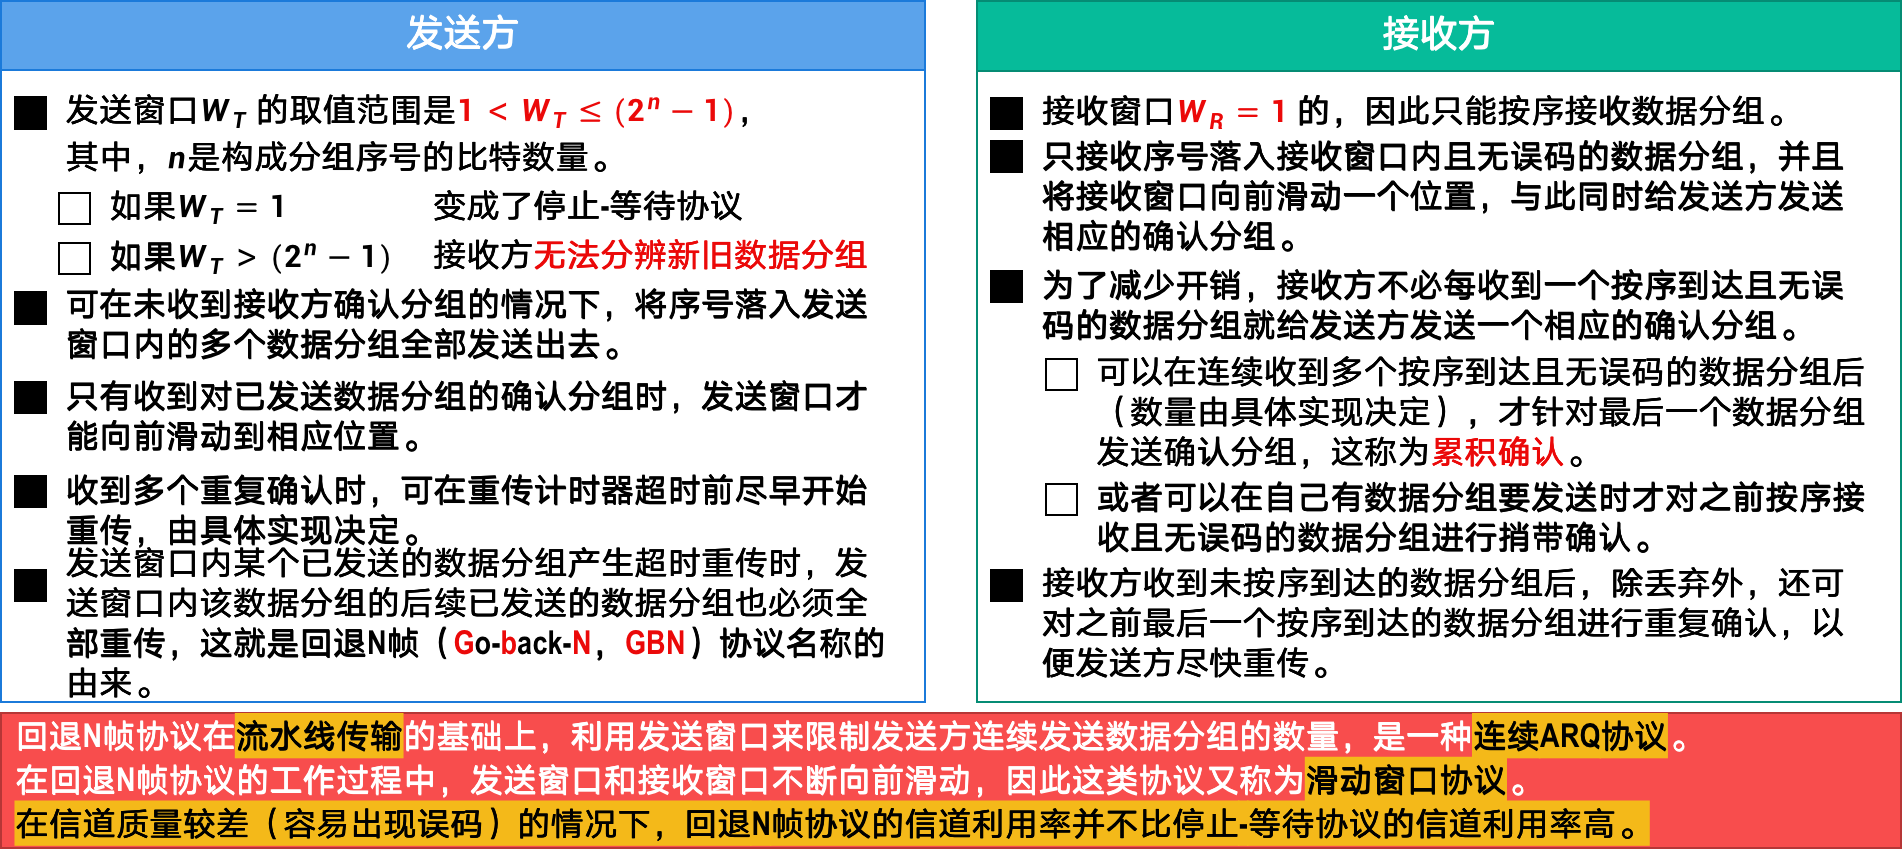 发送方
发送窗口W_T 的取值范围是1 < W_T ≤ (2^n − 1)，
其中，n是构成分组序号的比特数量。
如果W_T = 1 变成了停止-等待协议
如果W_T > (2^n − 1) 接收方无法分辨新旧数据分组
可在未收到接收方确认分组的情况下，将序号落入发送
窗口内的多个数据分组全部发送出去。
只有收到对已发送数据分组的确认分组时，发送窗口才
能向前滑动到相应位置。
收到多个重复确认时，可在重传计时器超时前尽早开始
重传，由具体实现决定。
发送窗口内某个已发送的数据分组产生超时重传时，发
送窗口内该数据分组的后续已发送的数据分组也必须全
部重传，这就是回退N帧（Go-back-N，GBN）协议名称的
由来。
接收方
接收窗口W_R = 1 的，因此只能按序接收数据分组。
只接收序号落入接收窗口内且无误码的数据分组，并且
将接收窗口向前滑动一个位置，与此同时给发送方发送
相应的确认分组。
为了减少开销，接收方不必每收到一个按序到达且无误
码的数据分组就给发送方发送一个相应的确认分组。
可以在连续收到多个按序到达且无误码的数据分组后
（数量由具体实现决定），才针对最后一个数据分组
发送确认分组，这称为累积确认。
或者可以在自己有数据分组要发送时才对之前按序接
收且无误码的数据分组进行捎带确认。
接收方收到未按序到达的数据分组后，除丢弃外，还可
对之前最后一个按序到达的数据分组进行重复确认，以
便发送方尽快重传。
回退N帧协议在流水线传输的基础上，利用发送窗口来限制发送方连续发送数据分组的数量，是一种连续ARQ协议。
在回退N帧协议的工作过程中，发送窗口和接收窗口不断向前滑动，因此这类协议又称为滑动窗口协议。
在信道质量较差（容易出现误码）的情况下，回退N帧协议的信道利用率并不比停止-等待协议的信道利用率高。